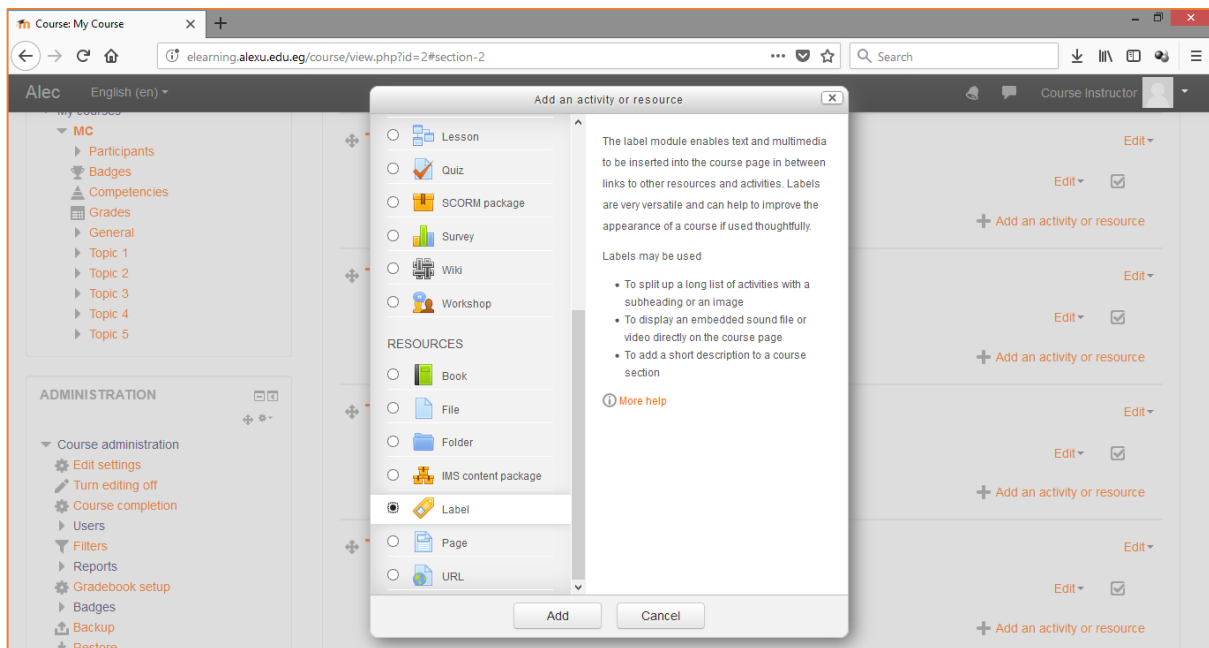 Course: My Course
elearning.alexu.edu.eg/course/view.php?id=2#section-2
Search
Alec
English (en)
Course Instructor
My courses
MC
Participants
Badges
Competencies
Grades
General
Topic 1
Topic 2
Topic 3
Topic 4
Topic 5
ADMINISTRATION
Course administration
Edit settings
Turn editing off
Course completion
Users
Filters
Reports
Gradebook setup
Badges
Backup
Restore
Add an activity or resource
Lesson
Quiz
SCORM package
Survey
Wiki
Workshop
RESOURCES
Book
File
Folder
IMS content package
Label
Page
URL
The label module enables text and multimedia
to be inserted into the course page in between
links to other resources and activities. Labels
are very versatile and can help to improve the
appearance of a course if used thoughtfully.
Labels may be used
• To split up a long list of activities with a
subheading or an image
• To display an embedded sound file or
video directly on the course page
• To add a short description to a course
section
More help
Add
Cancel
Edit
Edit
Add an activity or resource
Edit
Edit
Add an activity or resource
Edit
Edit
Add an activity or resource
Edit
Edit
Add an activity or resource